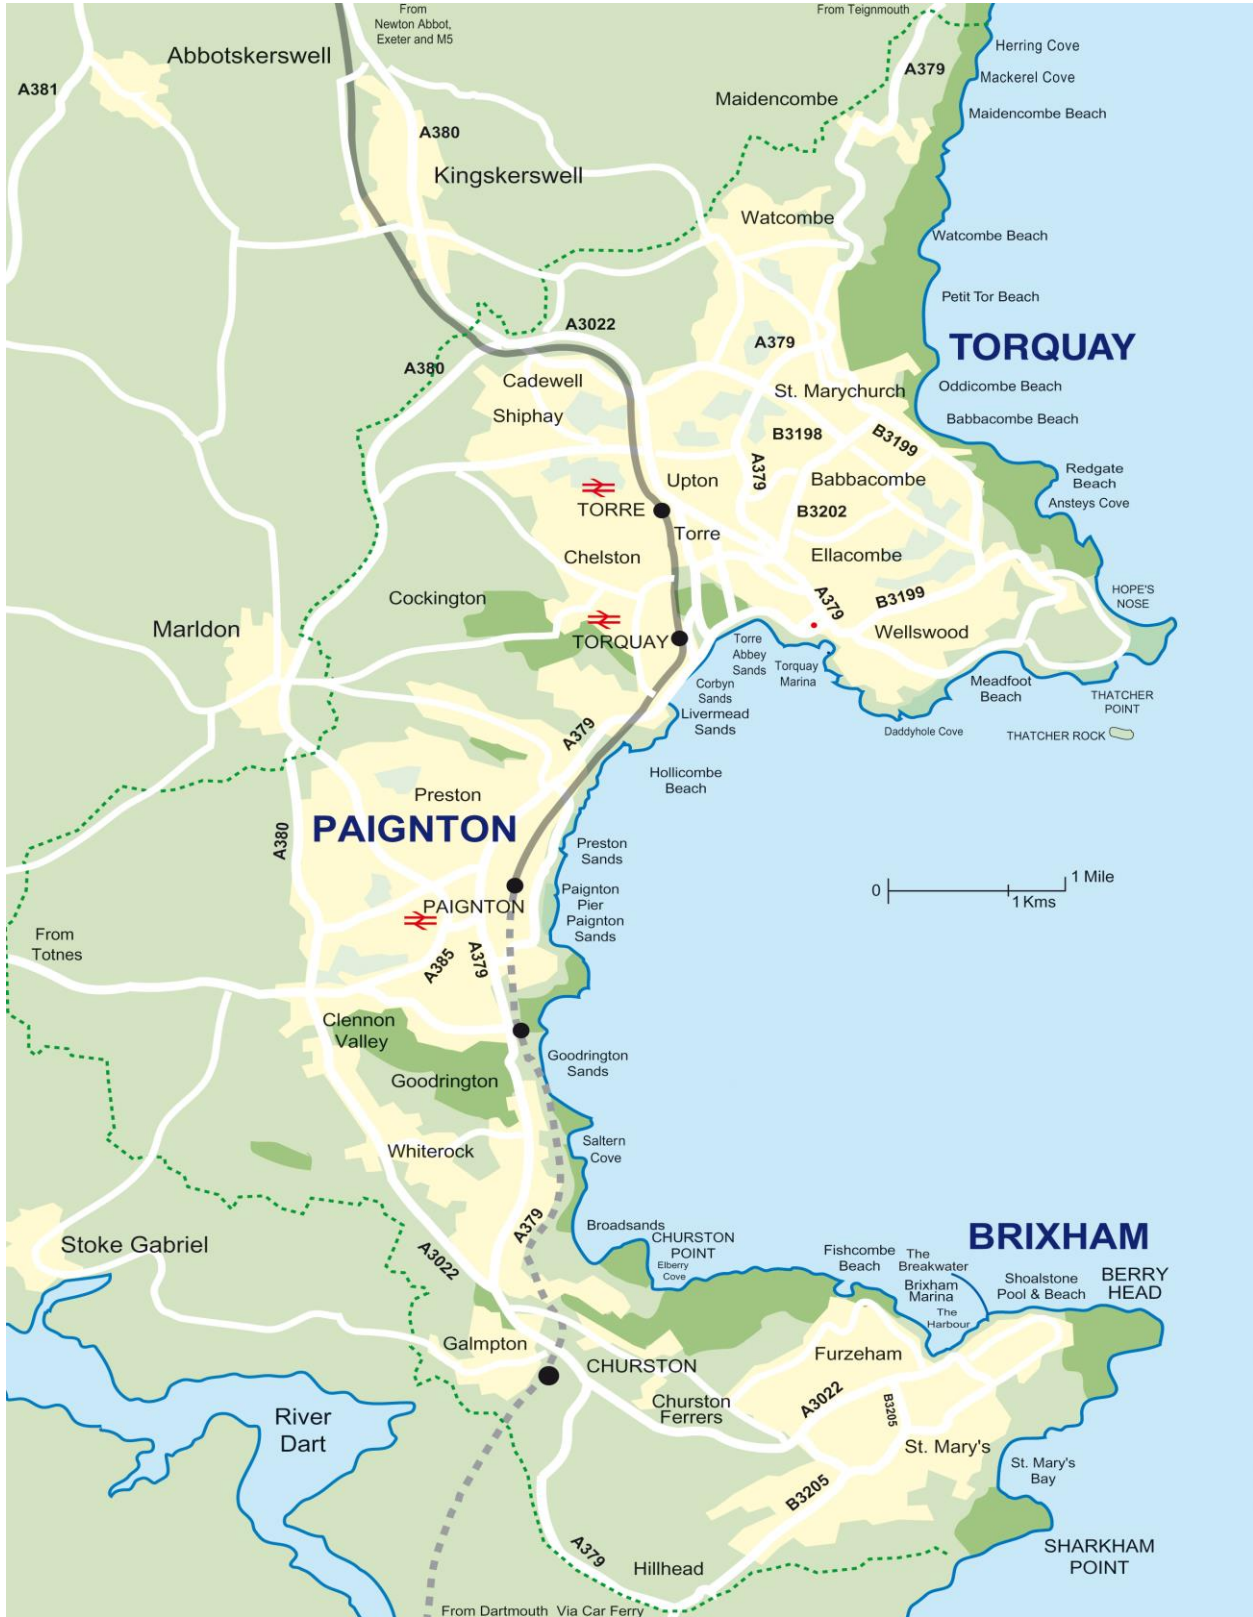 From
Newton Abbot,
Exeter and M5
From Teignmouth
Herring Cove
Abbotskerswell
A379
Mackerel Cove
A381
Maidencombe
Maidencombe Beach
A380
Kingskerswell
Watcombe
Watcombe Beach
Petit Tor Beach
A3022
A379
TORQUAY
A380
Cadewell
St. Marychurch
Oddicombe Beach
Shiphay
Babbacombe Beach
B3198
B3199
A379
Upton
Babbacombe
Redgate
Beach
Ansteys Cove
TORRE
B3202
Torre
Chelston
Ellacombe
Cockington
A379
B3199
HOPE'S
NOSE
Marldon
TORQUAY
Wellswood
Torre
Abbey
Sands
Torquay
Marina
Corbyn
Sands
Livermead
Sands
Meadfoot
Beach
THATCHER
POINT
A379
Daddyhole Cove
THATCHER ROCK
Hollicombe
Beach
Preston
PAIGNTON
A380
Preston
Sands
0
1 Mile
1 Kms
Paignton
Pier
Paignton
Sands
PAIGNTON
From
Totnes
A385
A379
Clennon
Valley
Goodrington
Sands
Goodrington
Whiterock
Saltern
Cove
A379
Broadsands
CHURSTON
POINT
Elberry
Cove
BRIXHAM
Stoke Gabriel
A3022
Fishcombe
Beach
The
Breakwater
Brixham
Marina
The
Harbour
Shoalstone
Pool & Beach
BERRY
HEAD
Galmpton
CHURSTON
Furzeham
Churston
Ferrers
A3022
B3205
River
Dart
St. Mary's
St. Mary's
Bay
B3205
A379
Hillhead
SHARKHAM
POINT
From Dartmouth Via Car Ferry